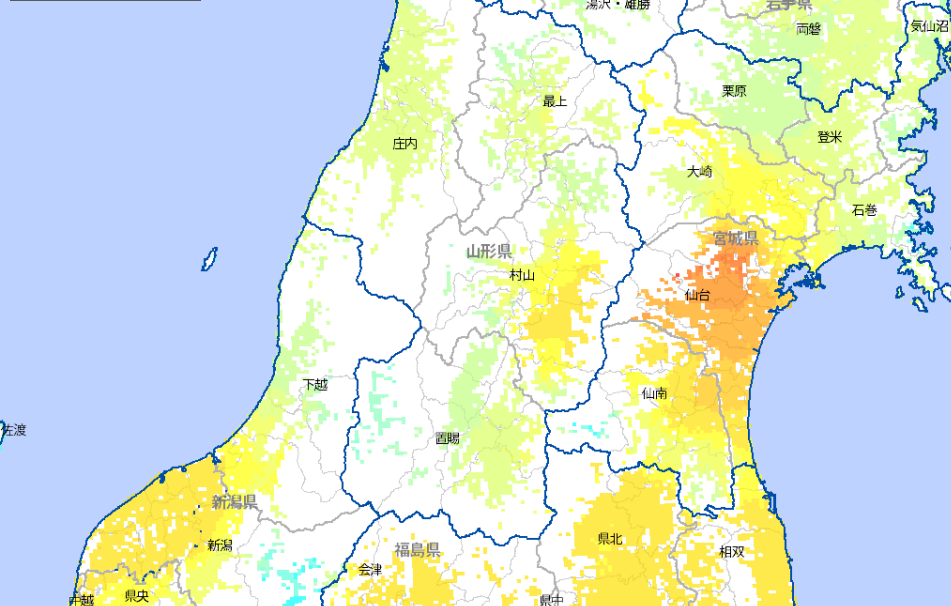 湯沢・雄勝
岩手県
両磐
気仙沼
栗原
最上
登米
庄内
大崎
石巻
宮城県
山形県
村山
仙台
下越
仙南
佐渡
置賜
新潟県
県北
新潟
福島県
相双
会津
中越
県央
県中